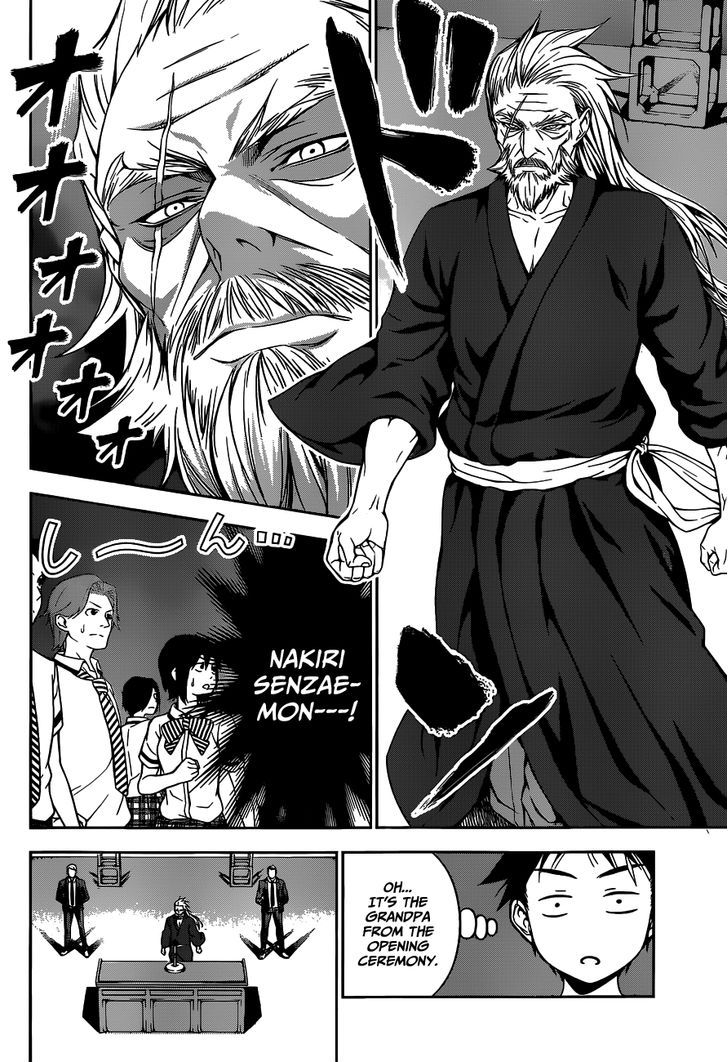 ドン
オオオオオオ
し〜ん…
NAKIRI
SENZAE-
MON---!
OH...
IT'S THE
GRANDPA
FROM THE
OPENING
CEREMONY.